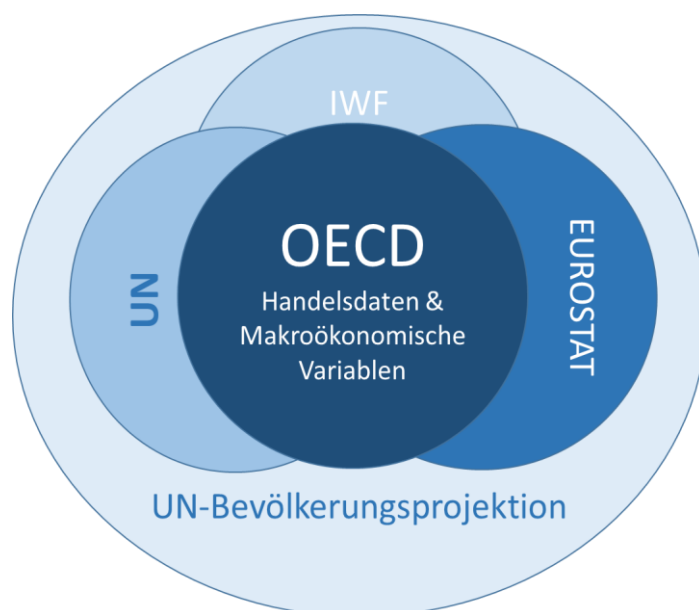 IWF
OECD
Handelsdaten &
Makroökonomische
Variablen
UN
EUROSTAT
UN-Bevölkerungsprojektion